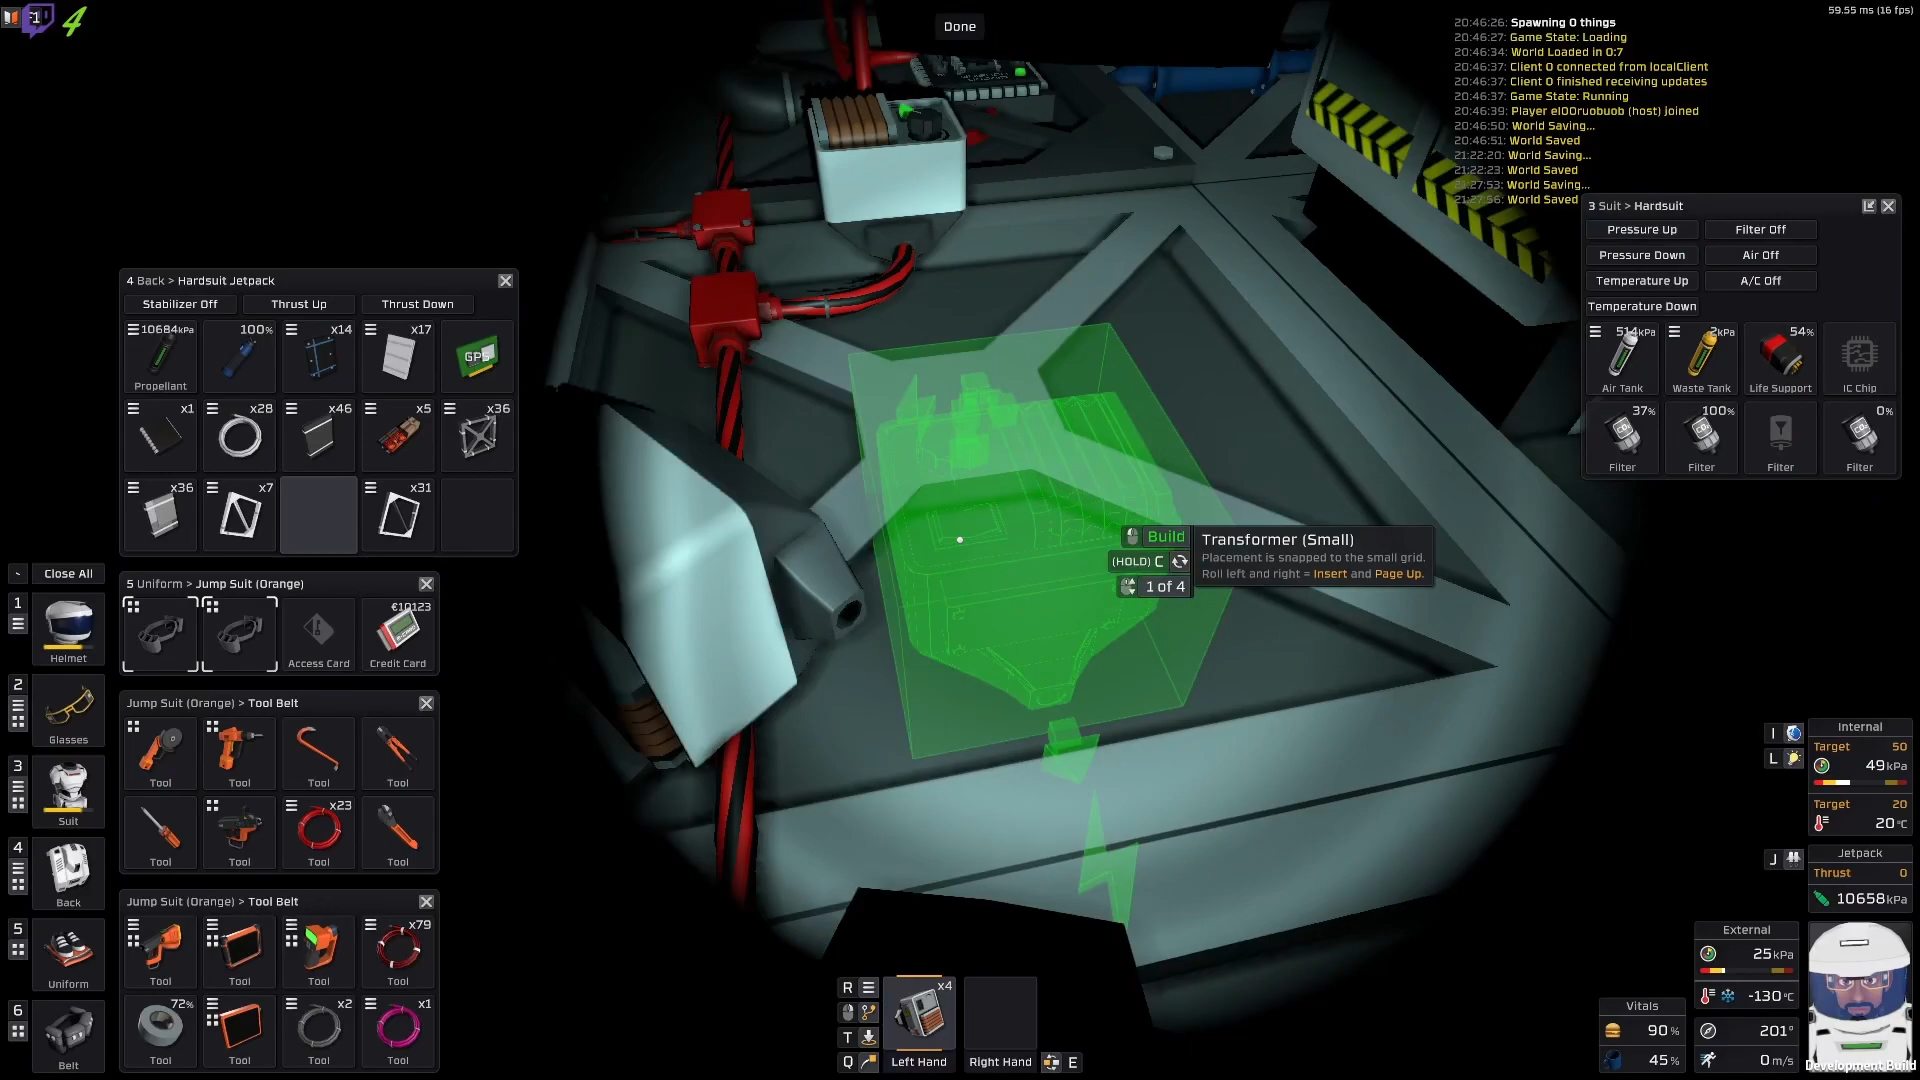 F1
59.55 ms (16 fps)
Done
20:46:26: Spawning 0 things
20:46:27: Game State: Loading
20:46:34: World Loaded in 0:7
20:46:37: Client 0 connected from localClient
20:46:37: Client 0 finished receiving updates
20:46:37: Game State: Running
20:46:39: Player el00ruobuob (host) joined
20:46:50: World Saving...
20:46:51: World Saved
21:22:20: World Saving...
21:22:23: World Saved
21:27:53: World Saving...
21:27:56: World Saved
3 Suit > Hardsuit
Pressure Up Filter Off
Pressure Down Air Off
Temperature Up A/C Off
Temperature Down
514kPa 2kPa 54%
Air Tank Waste Tank Life Support IC Chip
37% 100% 0%
Filter Filter Filter Filter
4 Back > Hardsuit Jetpack
Stabilizer Off Thrust Up Thrust Down
10684kPa 100% x14 x17
GPS
Propellant
x1 x28 x46 x5 x36
x36 x7 x31
Build
(HOLD) C
1 of 4
Transformer (Small)
Placement is snapped to the small grid.
Roll left and right = Insert and Page Up.
~ Close All
1
Helmet
2
Glasses
3
Suit
4
Back
5
Uniform
6
Belt
5 Uniform > Jump Suit (Orange)
€10123
Access Card Credit Card
Jump Suit (Orange) > Tool Belt
Tool Tool Tool Tool
x23
Tool Tool Tool Tool
Jump Suit (Orange) > Tool Belt
x79
Tool Tool Tool Tool
72% x2 x1
Tool Tool Tool Tool
R
T
Q
x4
Left Hand Right Hand E
I
L
Internal
Target 50
49kPa
Target 20
20°C
J
Jetpack
Thrust 0
10658kPa
External
25kPa
-130°C
201°
0m/s
Vitals
90%
45%
Development Build